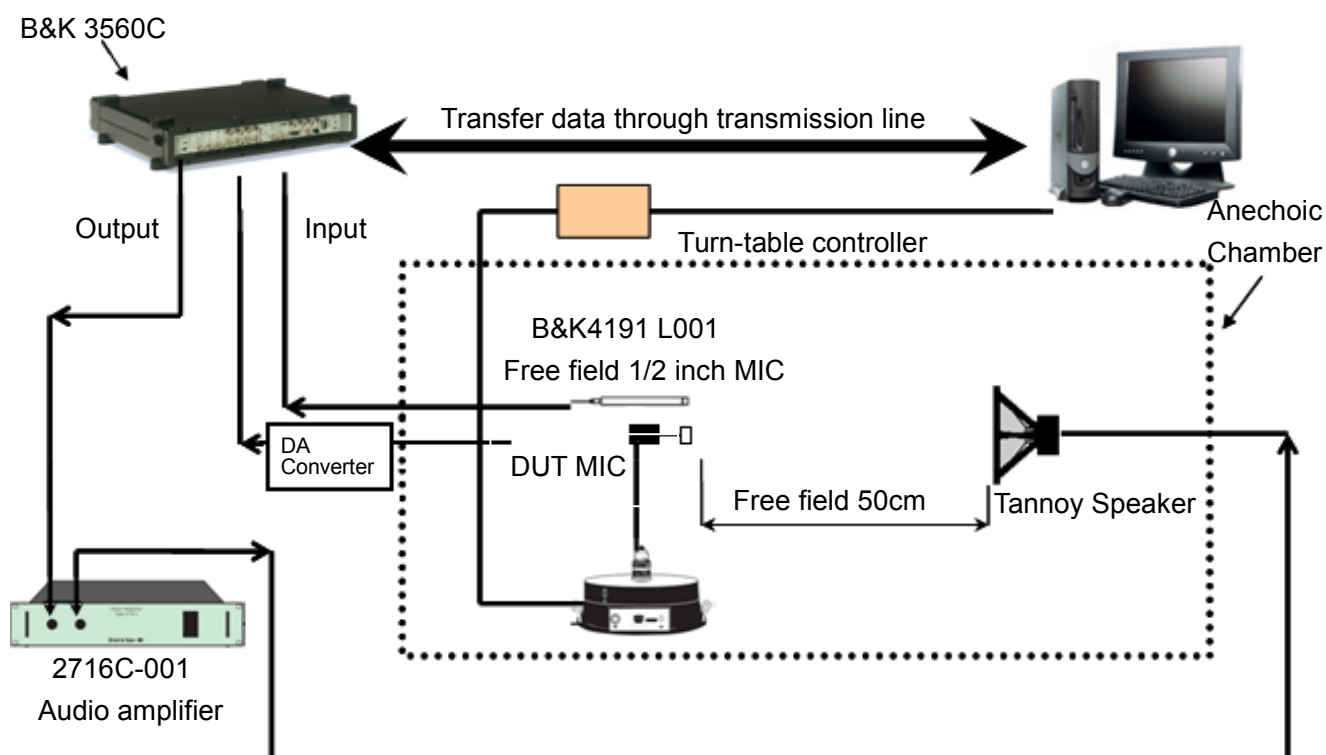 B&K 3560C
Transfer data through transmission line
Output
Input
Turn-table controller
Anechoic
Chamber
B&K4191 L001
Free field 1/2 inch MIC
DA
Converter
DUT MIC
Free field 50cm
Tannoy Speaker
2716C-001
Audio amplifier